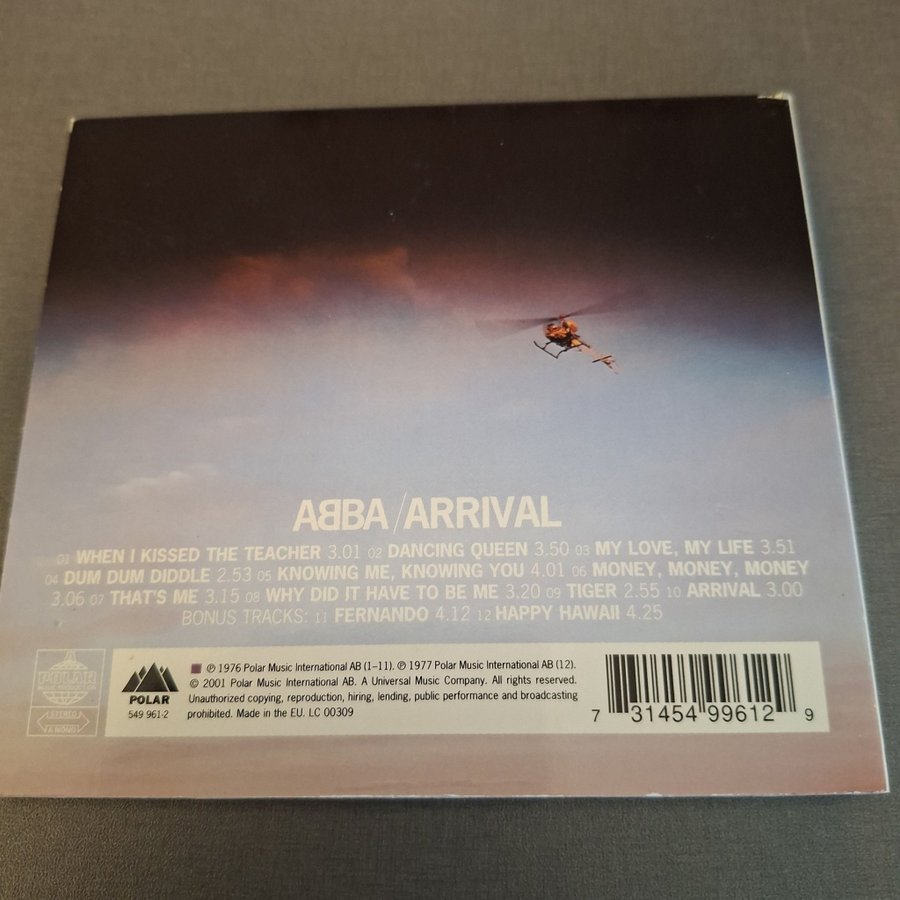 ABBA/ARRIVAL
01 WHEN I KISSED THE TEACHER 3.01 02 DANCING QUEEN 3.50 03 MY LOVE, MY LIFE 3.51
04 DUM DUM DIDDLE 2.53 05 KNOWING ME, KNOWING YOU 4.01 06 MONEY, MONEY, MONEY
3.06 07 THAT'S ME 3.15 08 WHY DID IT HAVE TO BE ME 3.20 09 TIGER 2.55 10 ARRIVAL 3.00
BONUS TRACKS: 11 FERNANDO 4.12 12 HAPPY HAWAII 4.25
POLAR
STEREO
& MONO
POLAR
549 961-2
℗ 1976 Polar Music International AB (1–11). ℗ 1977 Polar Music International AB (12).
© 2001 Polar Music International AB. A Universal Music Company. All rights reserved.
Unauthorized copying, reproduction, hiring, lending, public performance and broadcasting
prohibited. Made in the EU. LC 00309
7 31454 99612 9